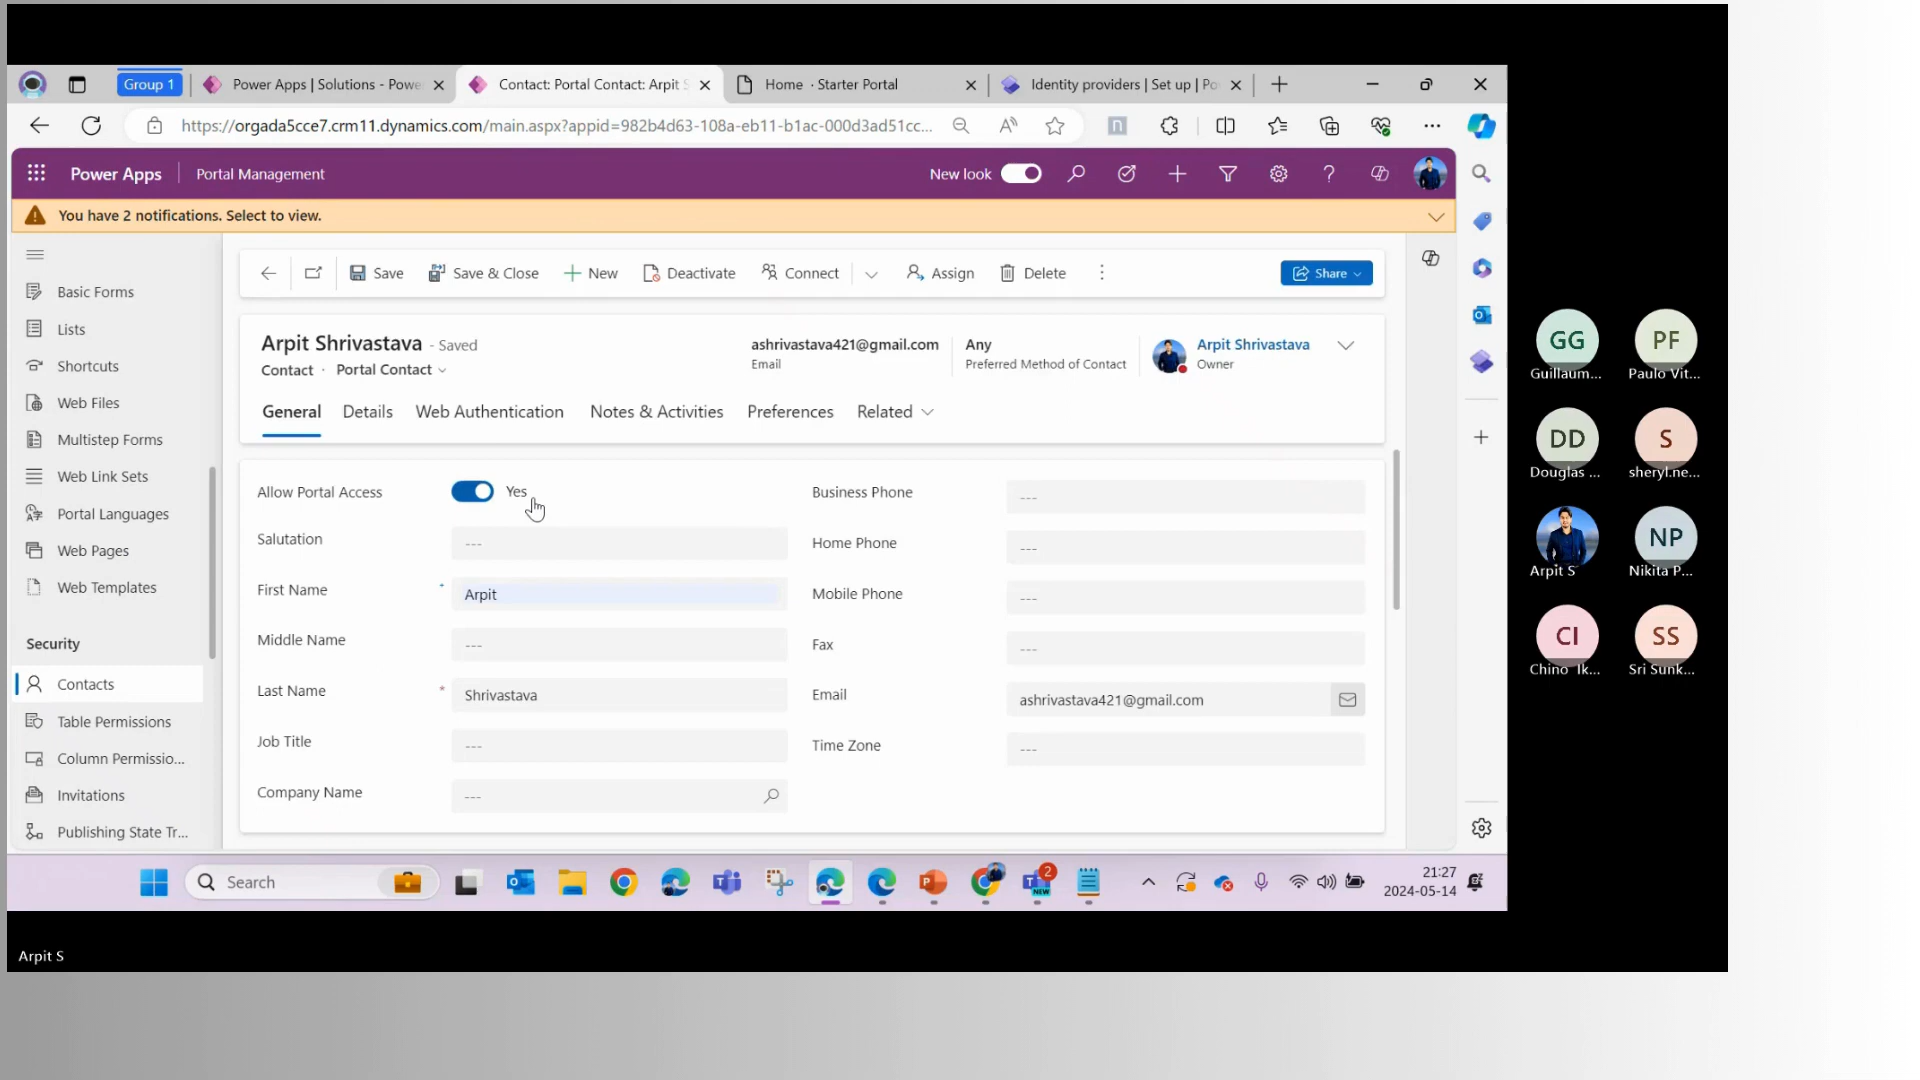 Group 1
Power Apps | Solutions - Powe
Contact: Portal Contact: Arpit S
Home · Starter Portal
Identity providers | Set up | Po
https://orgada5cce7.crm11.dynamics.com/main.aspx?appid=982b4d63-108a-eb11-b1ac-000d3ad51cc...
Power Apps
Portal Management
New look
You have 2 notifications. Select to view.
Basic Forms
Lists
Shortcuts
Web Files
Multistep Forms
Web Link Sets
Portal Languages
Web Pages
Web Templates
Security
Contacts
Table Permissions
Column Permissio...
Invitations
Publishing State Tr...
Save
Save & Close
New
Deactivate
Connect
Assign
Delete
Share
Arpit Shrivastava - Saved
Contact · Portal Contact
ashrivastava421@gmail.com
Email
Any
Preferred Method of Contact
Arpit Shrivastava
Owner
General
Details
Web Authentication
Notes & Activities
Preferences
Related
Allow Portal Access
Yes
Salutation
---
First Name
*
Arpit
Middle Name
---
Last Name
*
Shrivastava
Job Title
---
Company Name
---
Business Phone
---
Home Phone
---
Mobile Phone
---
Fax
---
Email
ashrivastava421@gmail.com
Time Zone
---
GG
Guillaum...
PF
Paulo Vit...
DD
Douglas ...
S
sheryl.ne...
Arpit S
NP
Nikita P...
CI
Chino Ik...
SS
Sri Sunk...
Search
2
NEW
21:27
2024-05-14
Arpit S